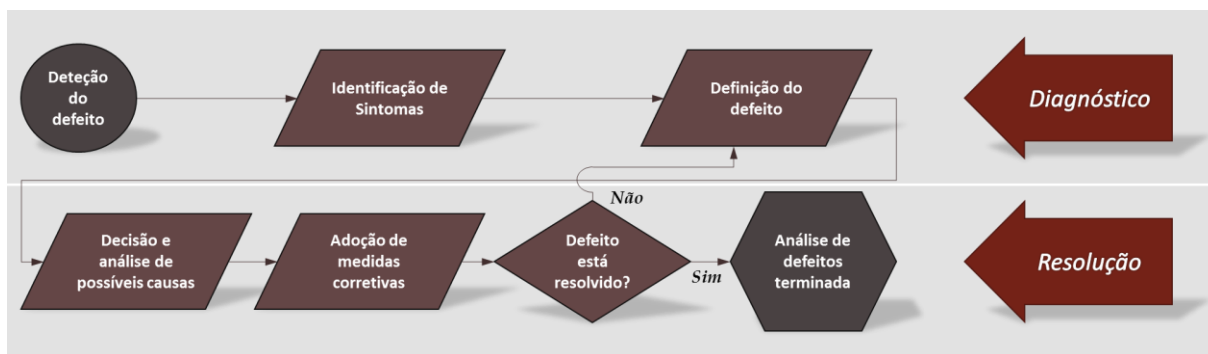 Deteção
do
defeito
Identificação de
Sintomas
Definição do
defeito
Diagnóstico
Não
Decisão e
análise de
possíveis causas
Adoção de
medidas
corretivas
Defeito
está
resolvido?
Sim
Análise de
defeitos
terminada
Resolução